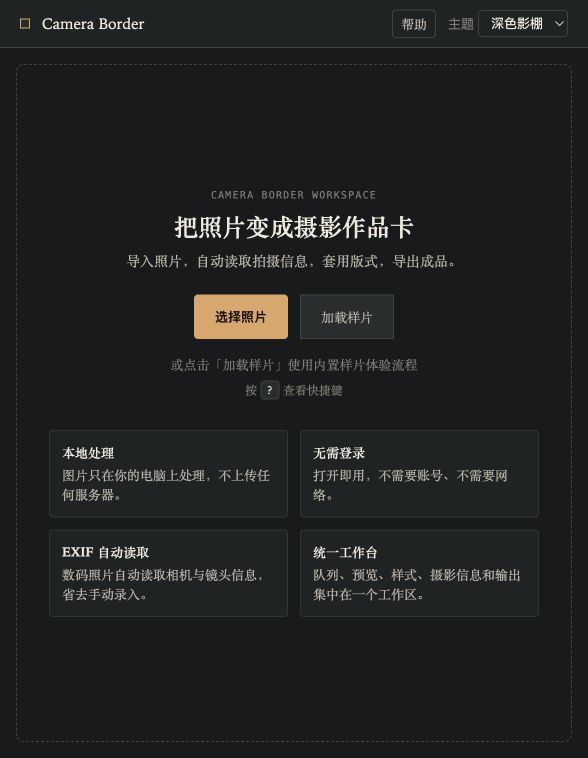 Camera Border
帮助
主题
深色影棚
CAMERA BORDER WORKSPACE
把照片变成摄影作品卡
导入照片，自动读取拍摄信息，套用版式，导出成品。
选择照片
加载样片
或点击「加载样片」使用内置样片体验流程
按 ? 查看快捷键
本地处理
图片只在你的电脑上处理，不上传任
何服务器。
无需登录
打开即用，不需要账号、不需要网
络。
EXIF 自动读取
数码照片自动读取相机与镜头信息，
省去手动录入。
统一工作台
队列、预览、样式、摄影信息和输出
集中在一个工作区。